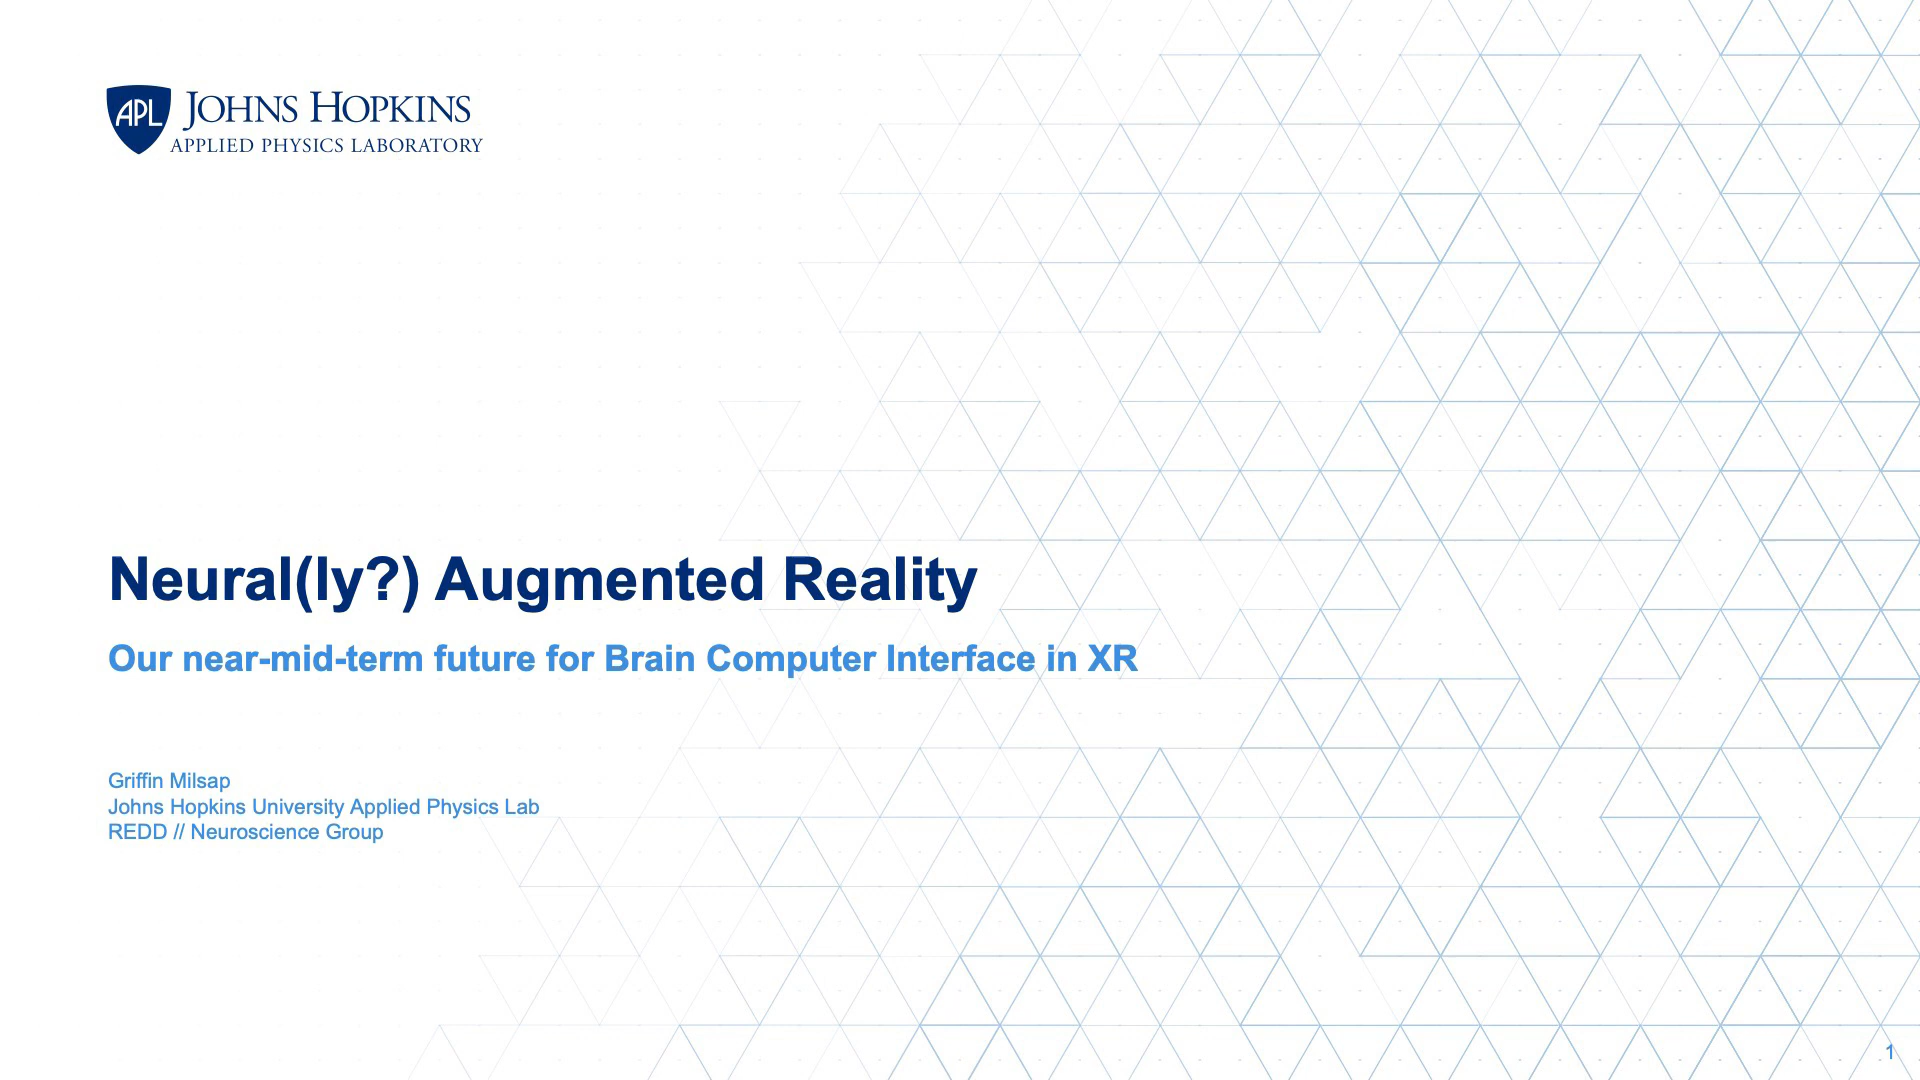 APL JOHNS HOPKINS
APPLIED PHYSICS LABORATORY
Neural(ly?) Augmented Reality
Our near-mid-term future for Brain Computer Interface in XR
Griffin Milsap
Johns Hopkins University Applied Physics Lab
REDD // Neuroscience Group
1